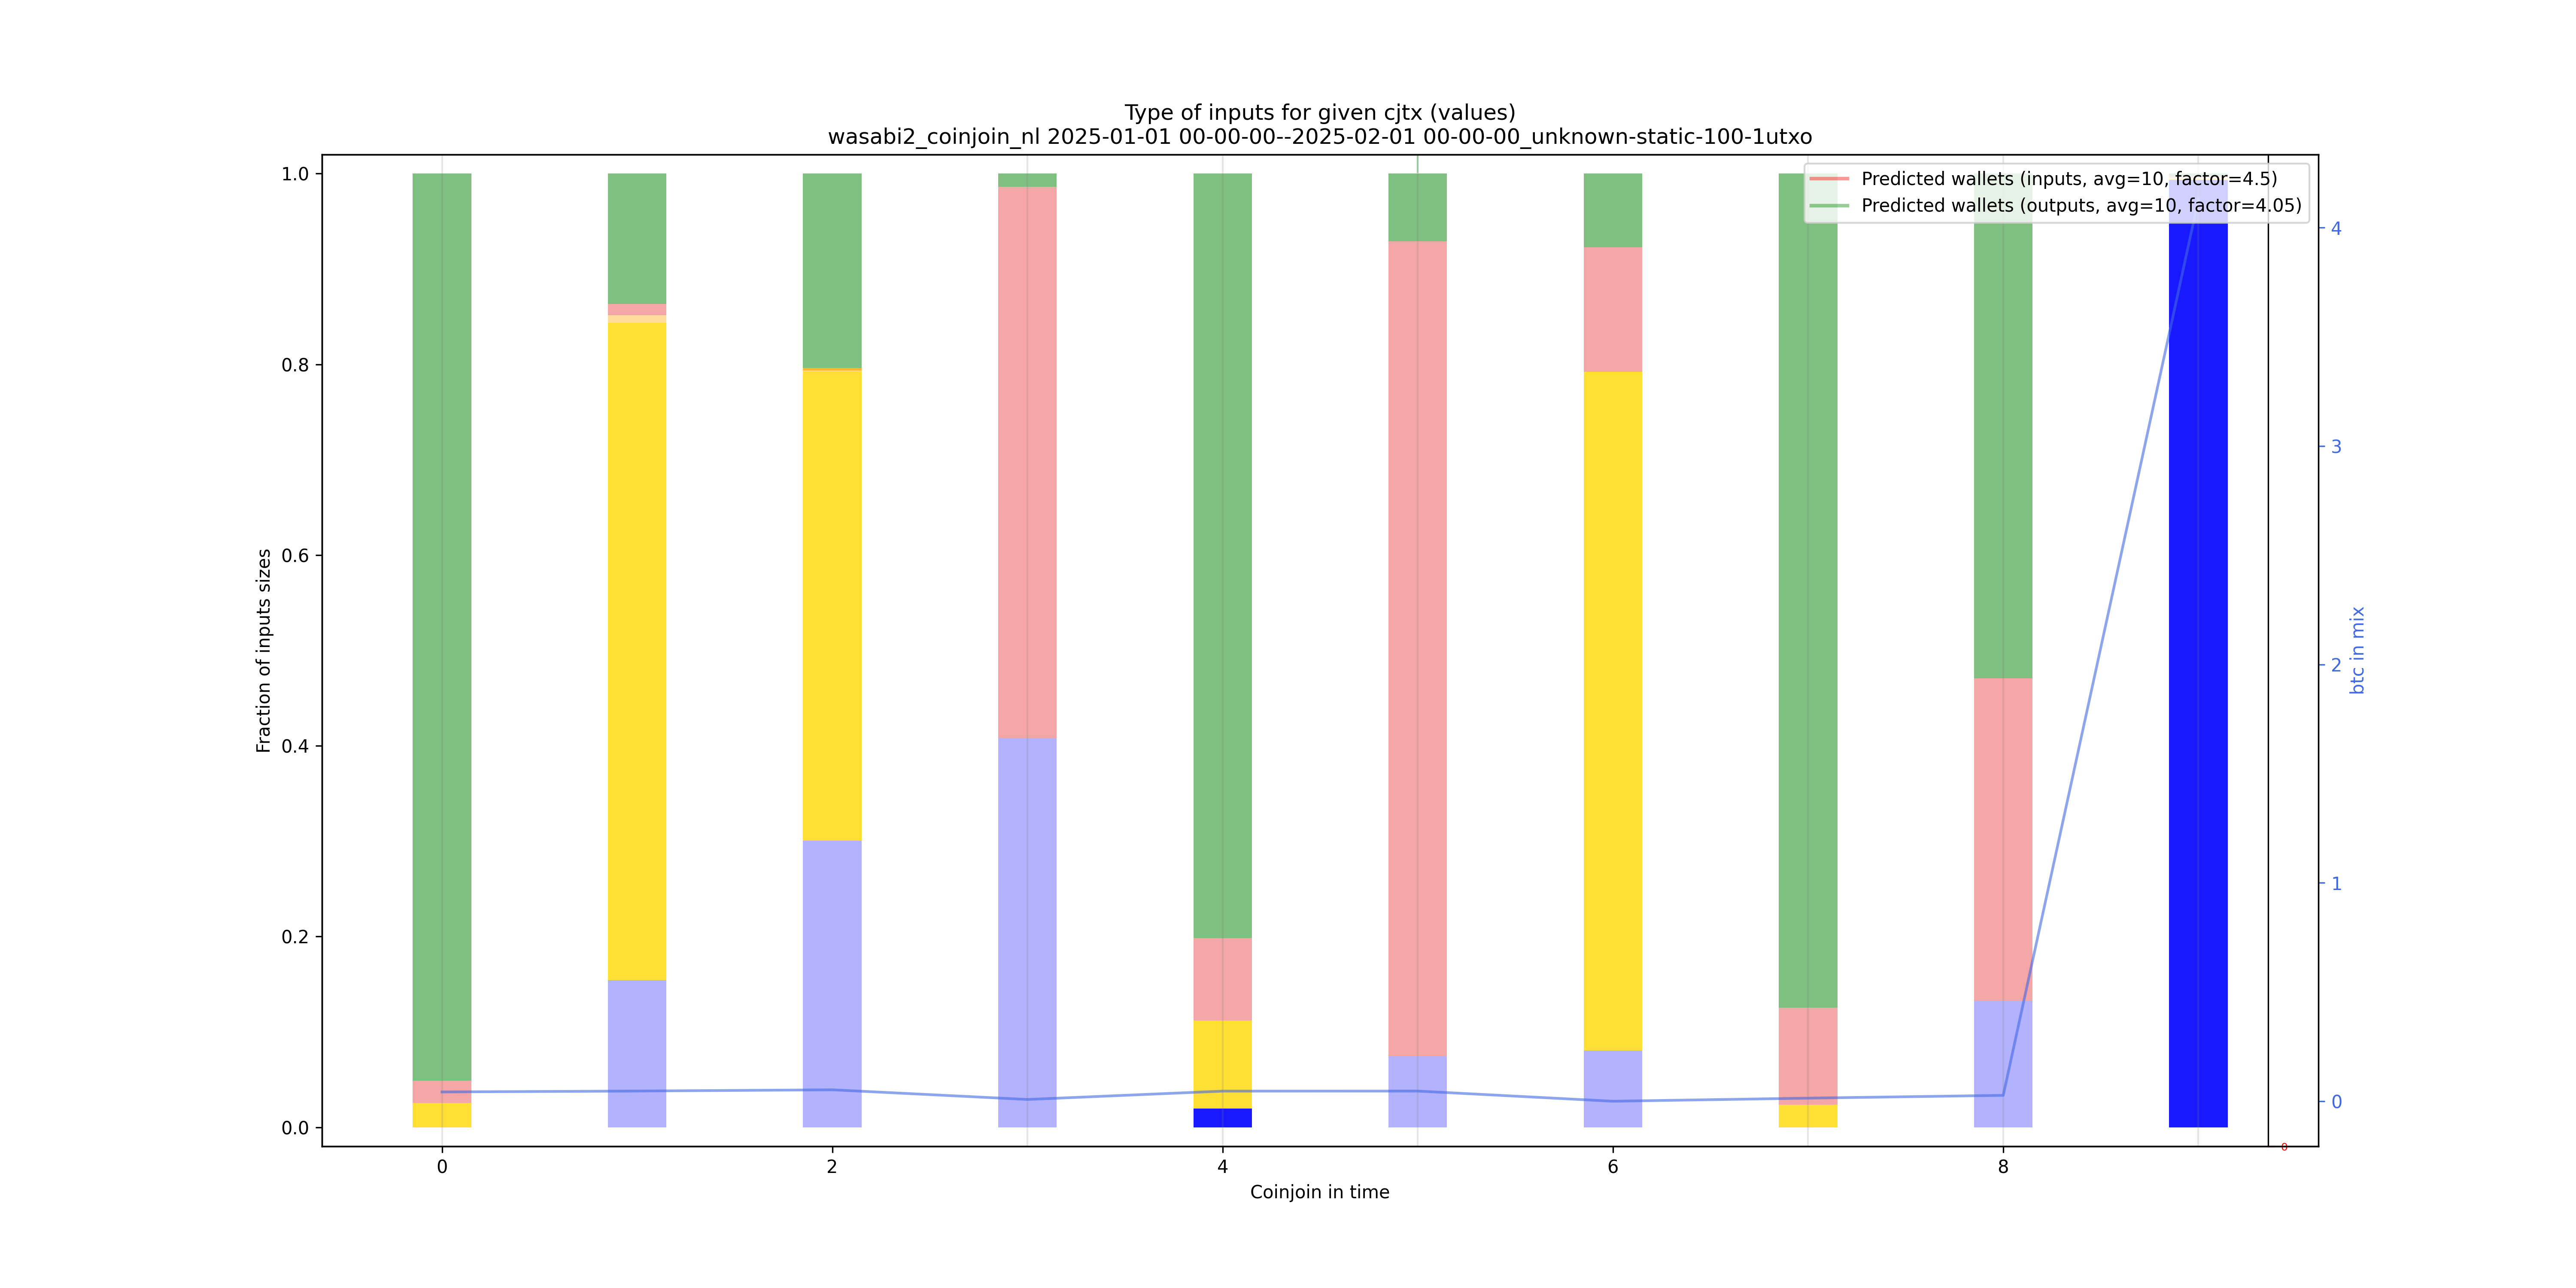 Type of inputs for given cjtx (values)
wasabi2_coinjoin_nl 2025-01-01 00-00-00--2025-02-01 00-00-00_unknown-static-100-1utxo
Predicted wallets (inputs, avg=10, factor=4.5)
Predicted wallets (outputs, avg=10, factor=4.05)
Fraction of inputs sizes
1.0
0.8
0.6
0.4
0.2
0.0
0
2
4
6
8
Coinjoin in time
4
3
2
1
0
btc in mix
0